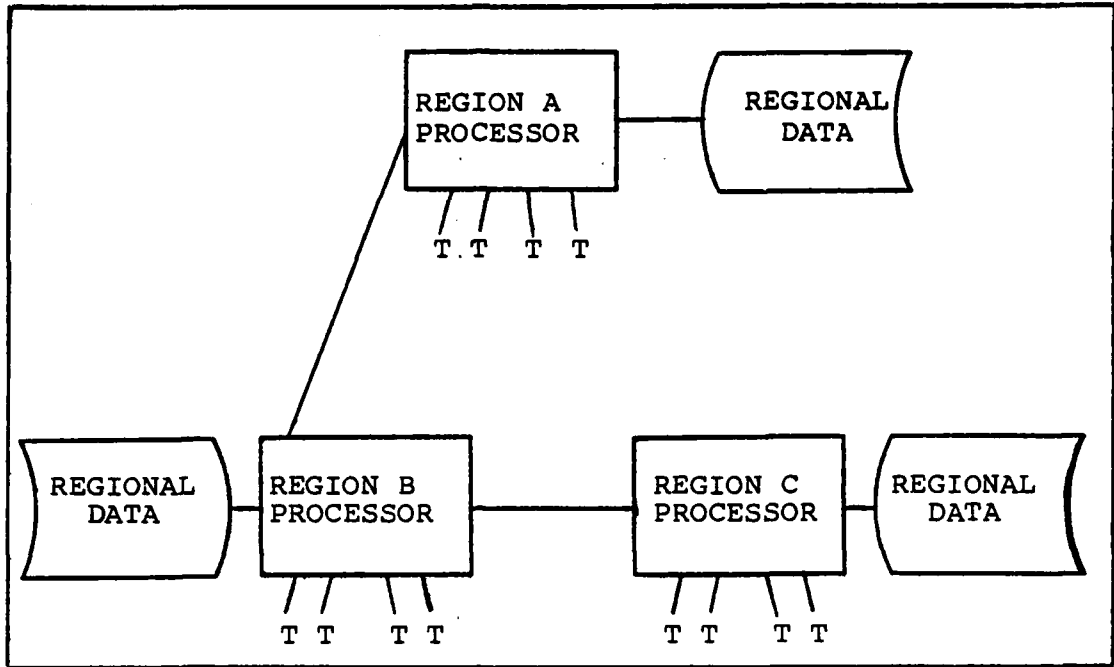 REGION A
PROCESSOR
REGIONAL
DATA
T T T T
REGIONAL
DATA
REGION B
PROCESSOR
REGION C
PROCESSOR
REGIONAL
DATA
T T T T
T T T T